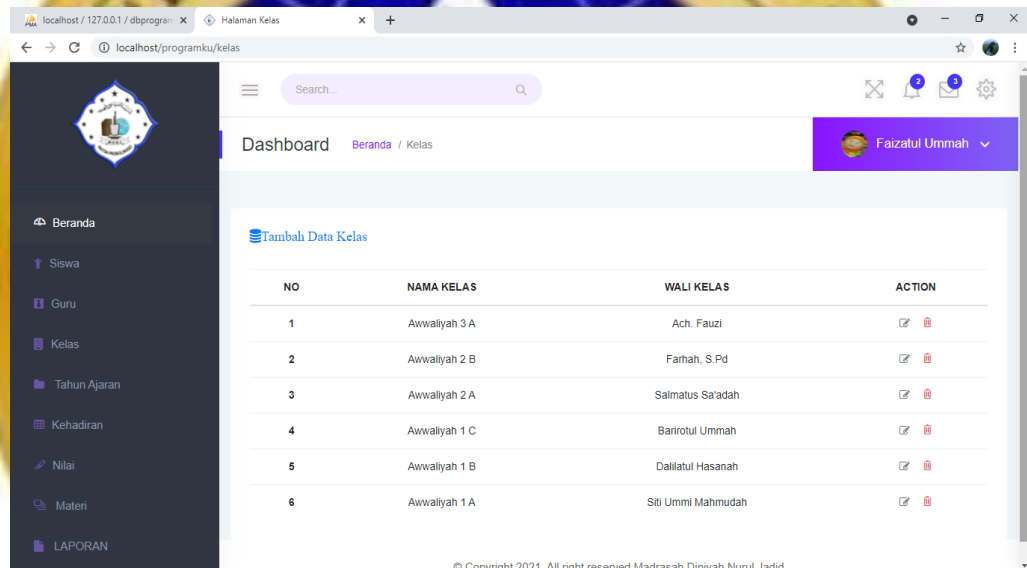 localhost / 127.0.0.1 / dbprogram
Halaman Kelas
localhost/programku/kelas
Search...
2
3
Dashboard Beranda / Kelas
Faizatul Ummah
Beranda
Siswa
Guru
Kelas
Tahun Ajaran
Kehadiran
Nilai
Materi
LAPORAN
Tambah Data Kelas
NO NAMA KELAS WALI KELAS ACTION
1 Awwaliyah 3 A Ach. Fauzi
2 Awwaliyah 2 B Farhah, S.Pd
3 Awwaliyah 2 A Salmatus Sa'adah
4 Awwaliyah 1 C Barirotul Ummah
5 Awwaliyah 1 B Dalilatul Hasanah
6 Awwaliyah 1 A Siti Ummi Mahmudah
© Copyright 2021. All right reserved Madrasah Diniyah Nurul Jadid